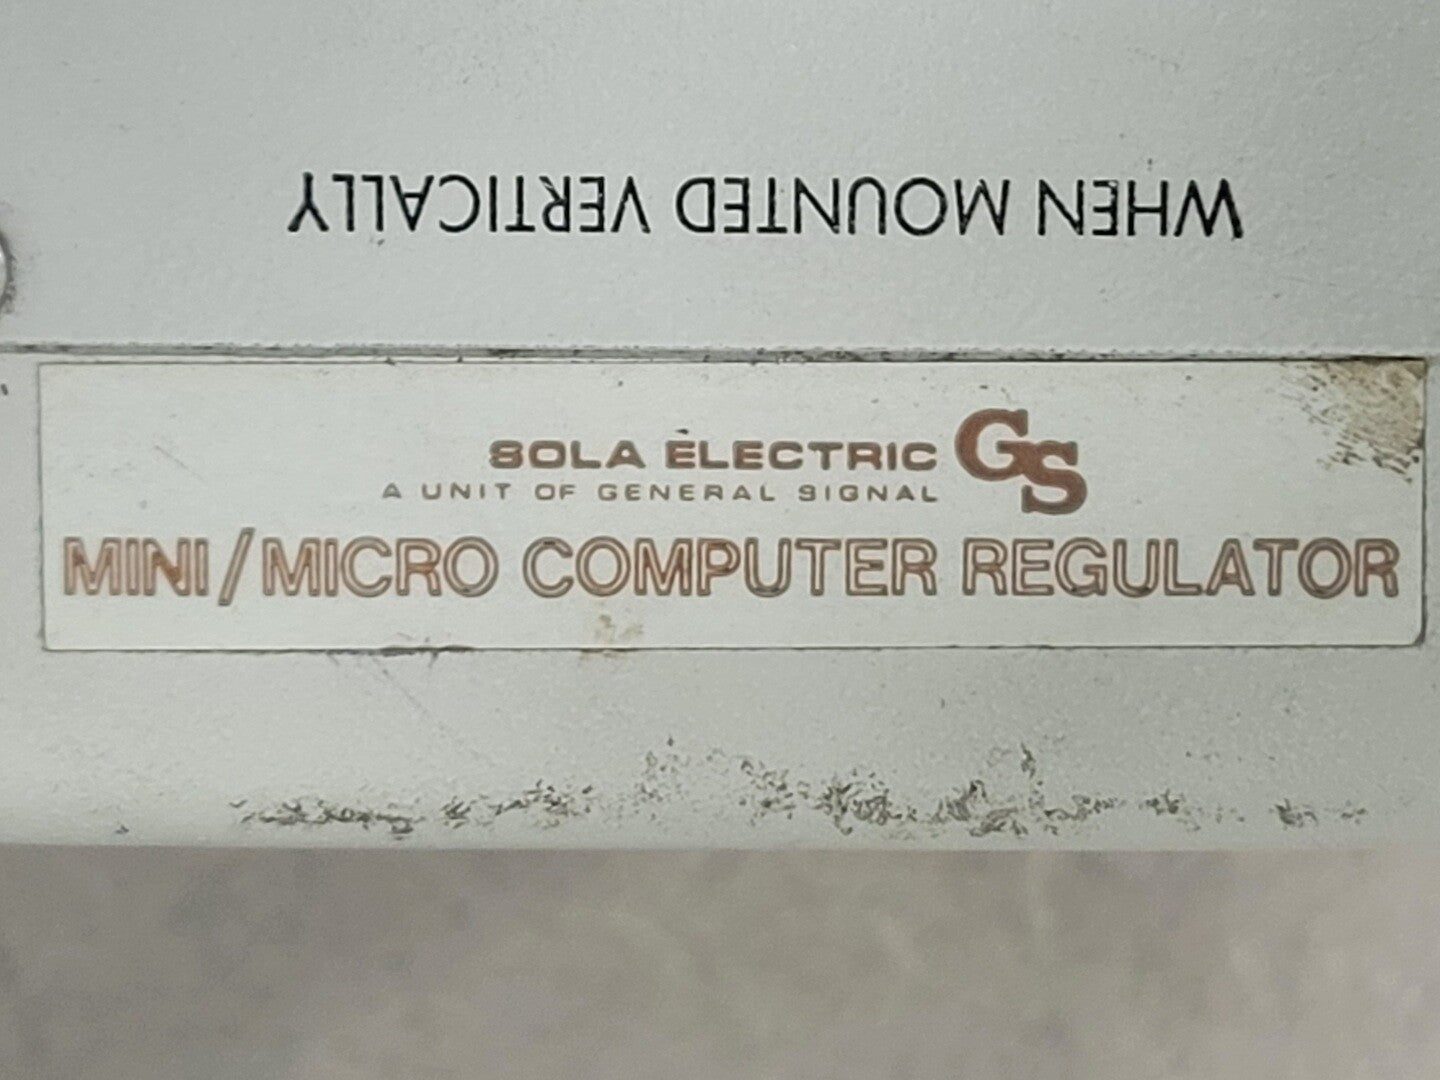 WHEN MOUNTED VERTICALLY
SOLA ELECTRIC GS
A UNIT OF GENERAL SIGNAL
MINI/MICRO COMPUTER REGULATOR